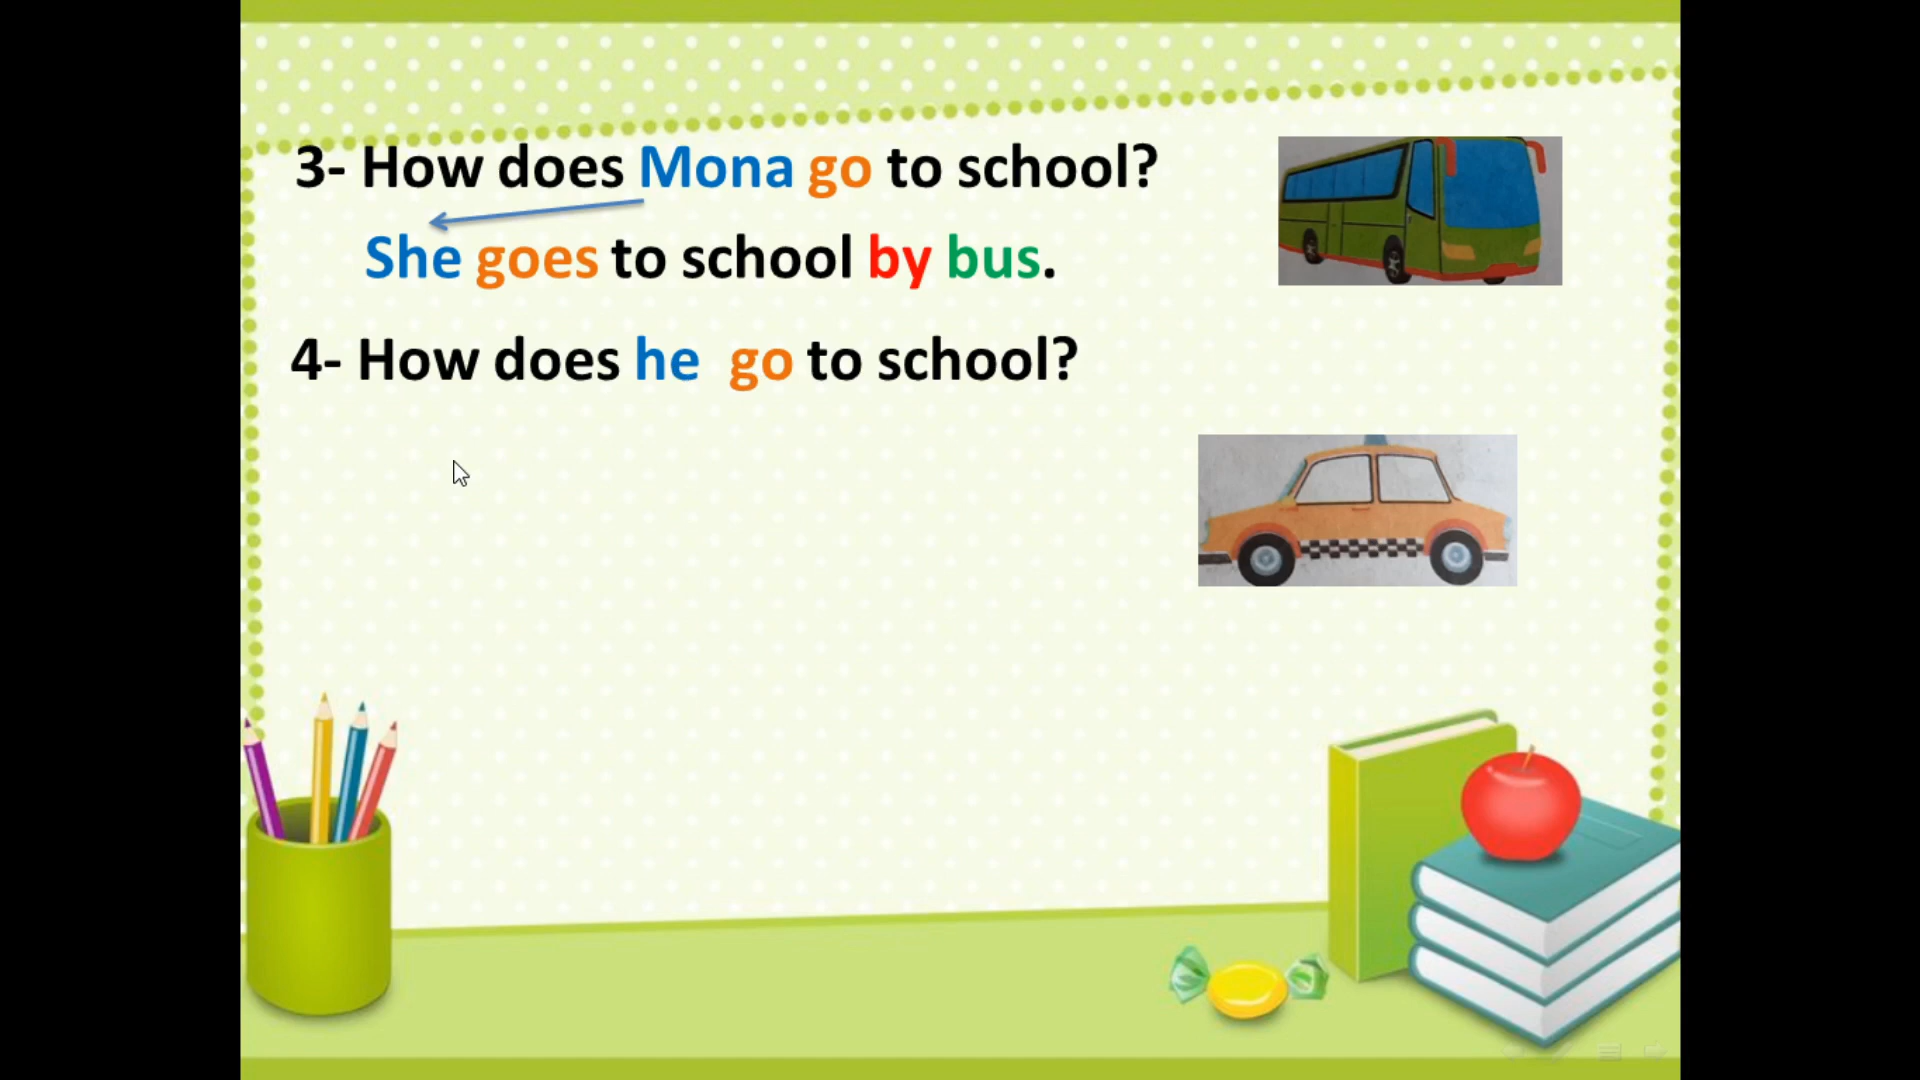 3- How does Mona go to school?
She goes to school by bus.
4- How does he go to school?